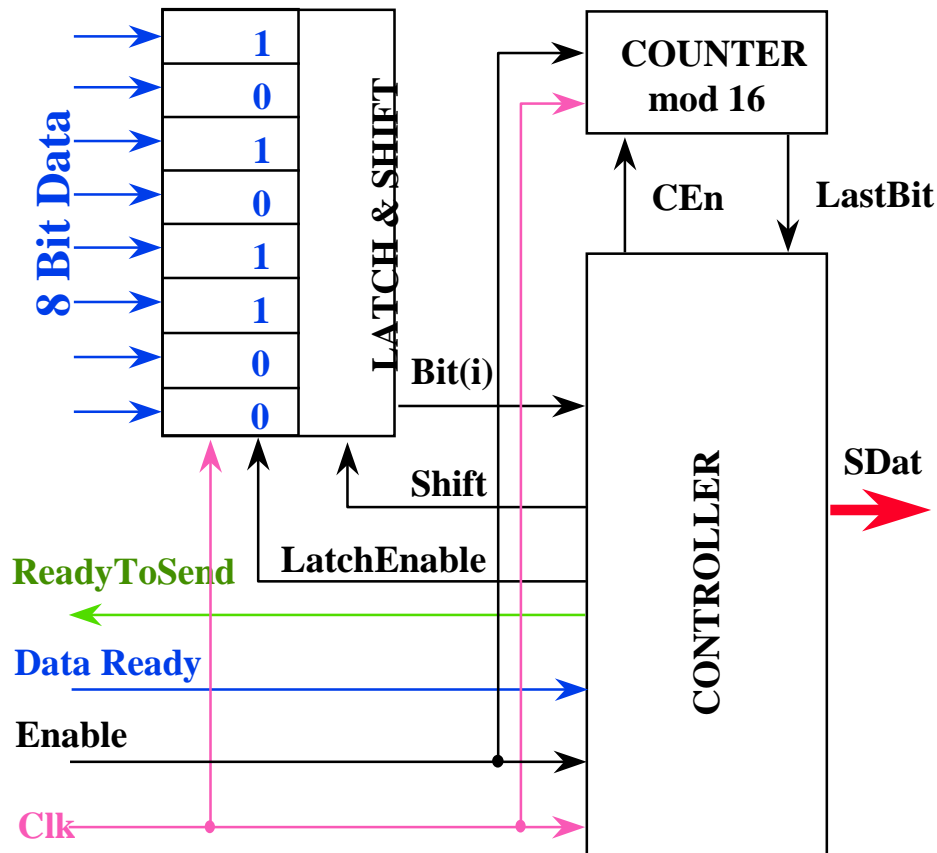 8 Bit Data
1
0
1
0
1
1
0
0
LATCH & SHIFT
COUNTER
mod 16
CEn
LastBit
Bit(i)
Shift
LatchEnable
ReadyToSend
Data Ready
Enable
Clk
CONTROLLER
SDat